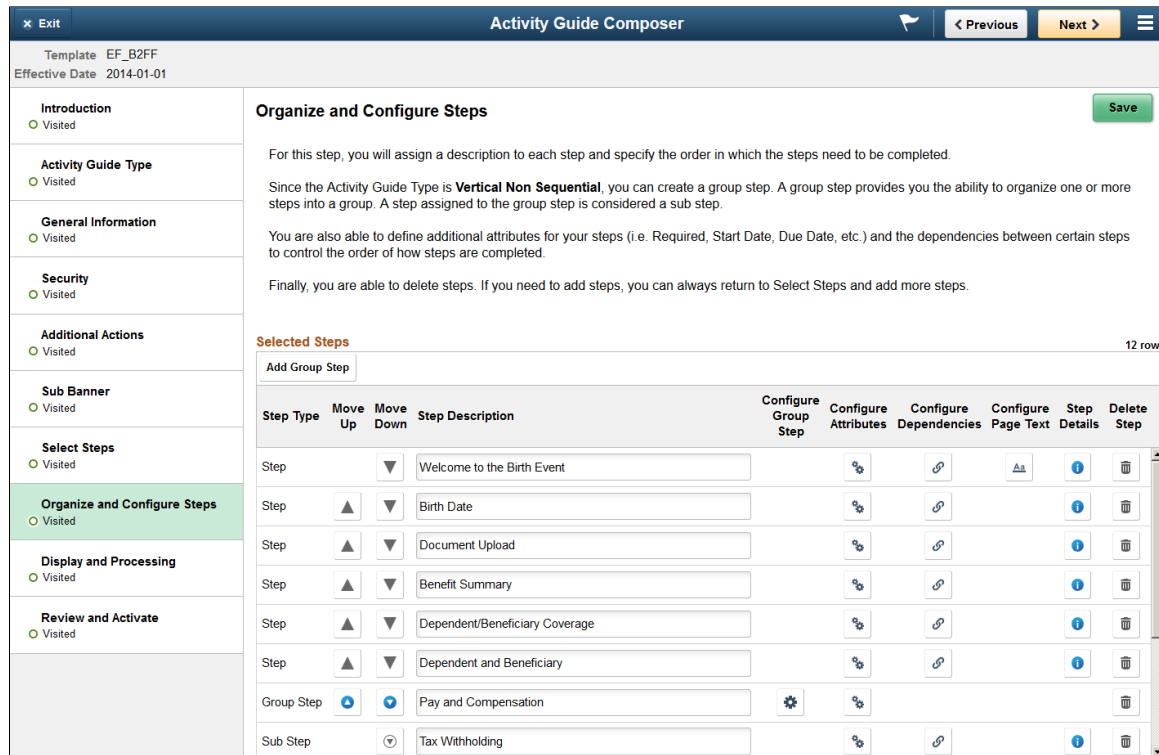 × Exit
Activity Guide Composer
Previous
Next
Template EF_B2FF
Effective Date 2014-01-01
Introduction
Visited
Activity Guide Type
Visited
General Information
Visited
Security
Visited
Additional Actions
Visited
Sub Banner
Visited
Select Steps
Visited
Organize and Configure Steps
Visited
Display and Processing
Visited
Review and Activate
Visited
Organize and Configure Steps
Save
For this step, you will assign a description to each step and specify the order in which the steps need to be completed.
Since the Activity Guide Type is Vertical Non Sequential, you can create a group step. A group step provides you the ability to organize one or more
steps into a group. A step assigned to the group step is considered a sub step.
You are also able to define additional attributes for your steps (i.e. Required, Start Date, Due Date, etc.) and the dependencies between certain steps
to control the order of how steps are completed.
Finally, you are able to delete steps. If you need to add steps, you can always return to Select Steps and add more steps.
Selected Steps
12 row
Add Group Step
Step Type Move Up Move Down Step Description Configure Group Step Configure Attributes Configure Dependencies Configure Page Text Step Details Delete Step
Step Welcome to the Birth Event Aa
Step Birth Date
Step Document Upload
Step Benefit Summary
Step Dependent/Beneficiary Coverage
Step Dependent and Beneficiary
Group Step Pay and Compensation
Sub Step Tax Withholding